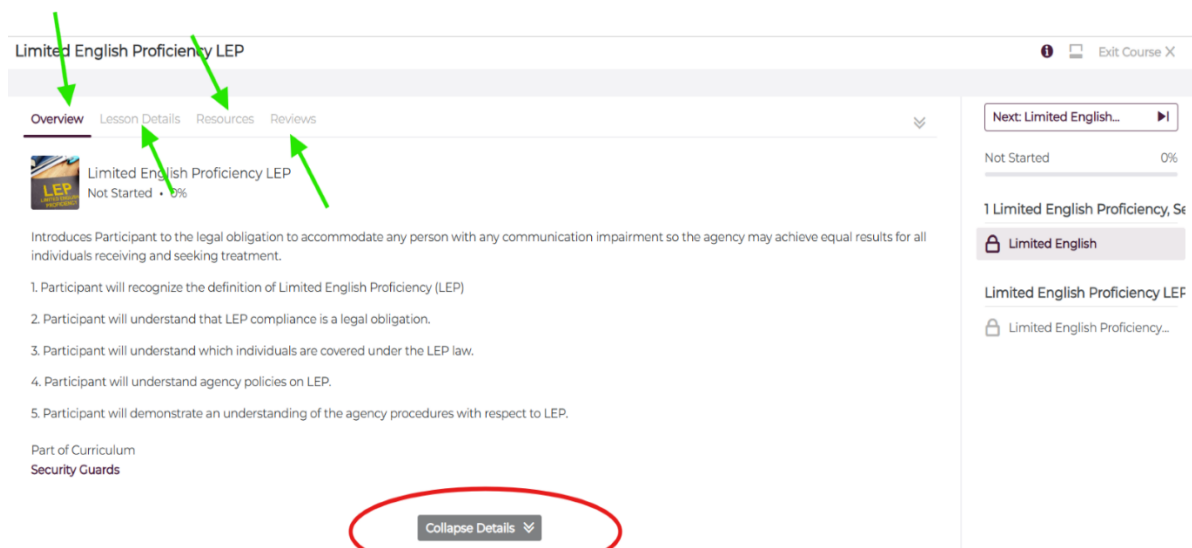 Limited English Proficiency LEP
Exit Course X
Overview Lesson Details Resources Reviews
Limited English Proficiency LEP
Not Started • 0%
LEP
LIMITED ENGLISH
PROFICIENCY
Introduces Participant to the legal obligation to accommodate any person with any communication impairment so the agency may achieve equal results for all
individuals receiving and seeking treatment.
1. Participant will recognize the definition of Limited English Proficiency (LEP)
2. Participant will understand that LEP compliance is a legal obligation.
3. Participant will understand which individuals are covered under the LEP law.
4. Participant will understand agency policies on LEP.
5. Participant will demonstrate an understanding of the agency procedures with respect to LEP.
Part of Curriculum
Security Guards
Collapse Details
Next: Limited English...
Not Started 0%
1 Limited English Proficiency, Se
Limited English
Limited English Proficiency LEP
Limited English Proficiency...